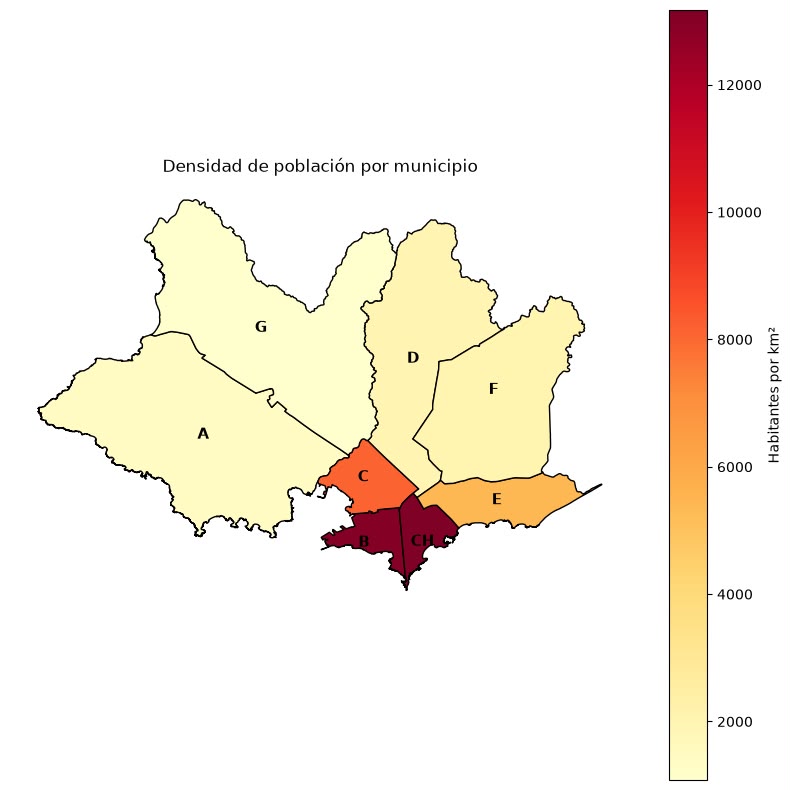 Densidad de población por municipio
G
D
F
A
C
E
B
CH
12000
10000
8000
6000
4000
2000
Habitantes por km²